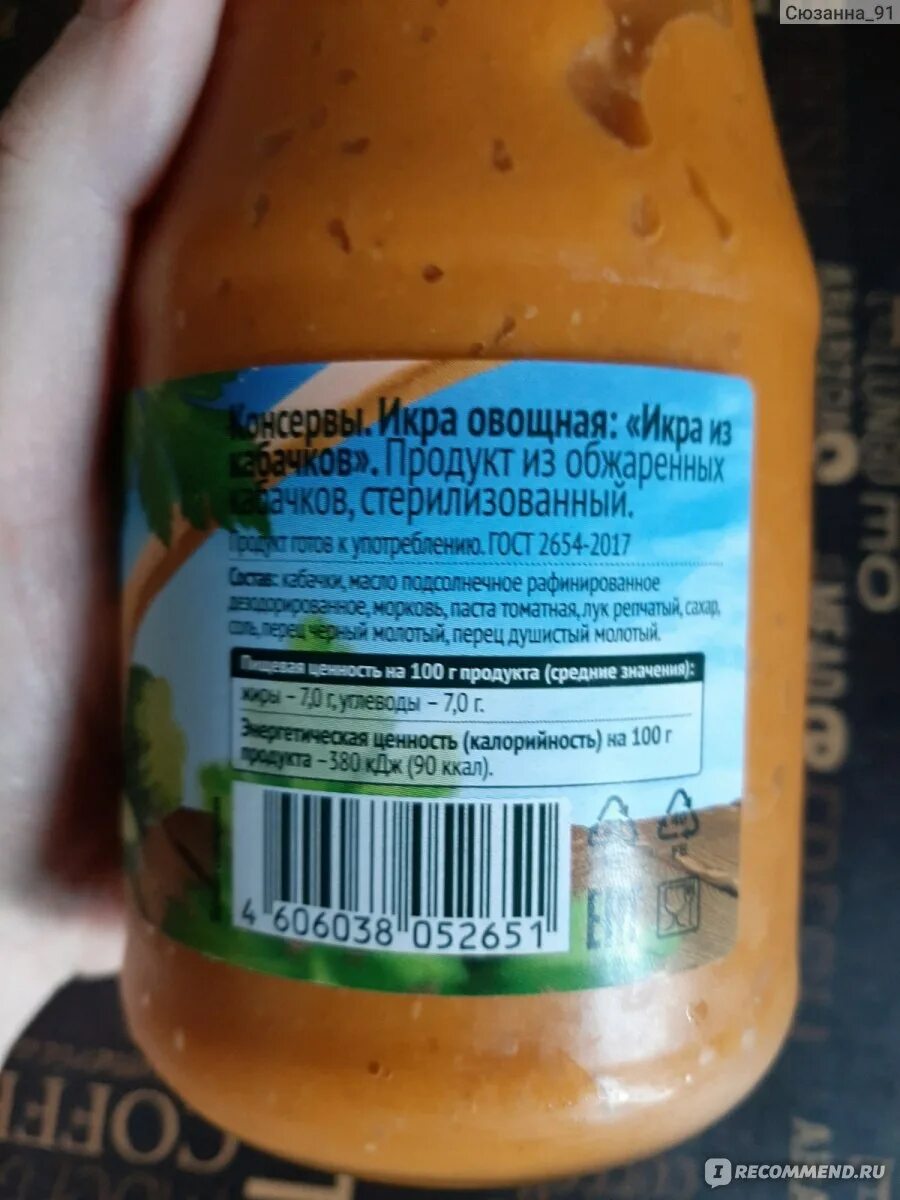 Сюзанна_91
Консервы. Икра овощная: «Икра из
кабачков». Продукт из обжаренных
кабачков, стерилизованный.
Продукт готов к употреблению. ГОСТ 2654-2017
Состав: кабачки, масло подсолнечное рафинированное
дезодорированное, морковь, паста томатная, лук репчатый, сахар,
соль, перец черный молотый, перец душистый молотый.
Пищевая ценность на 100 г продукта (средние значения):
жиры – 7,0 г, углеводы – 7,0 г.
Энергетическая ценность (калорийность) на 100 г
продукта – 380 кДж (90 ккал).
4 606038 052651
EAC
COFFE
IRECOMMEND.RU